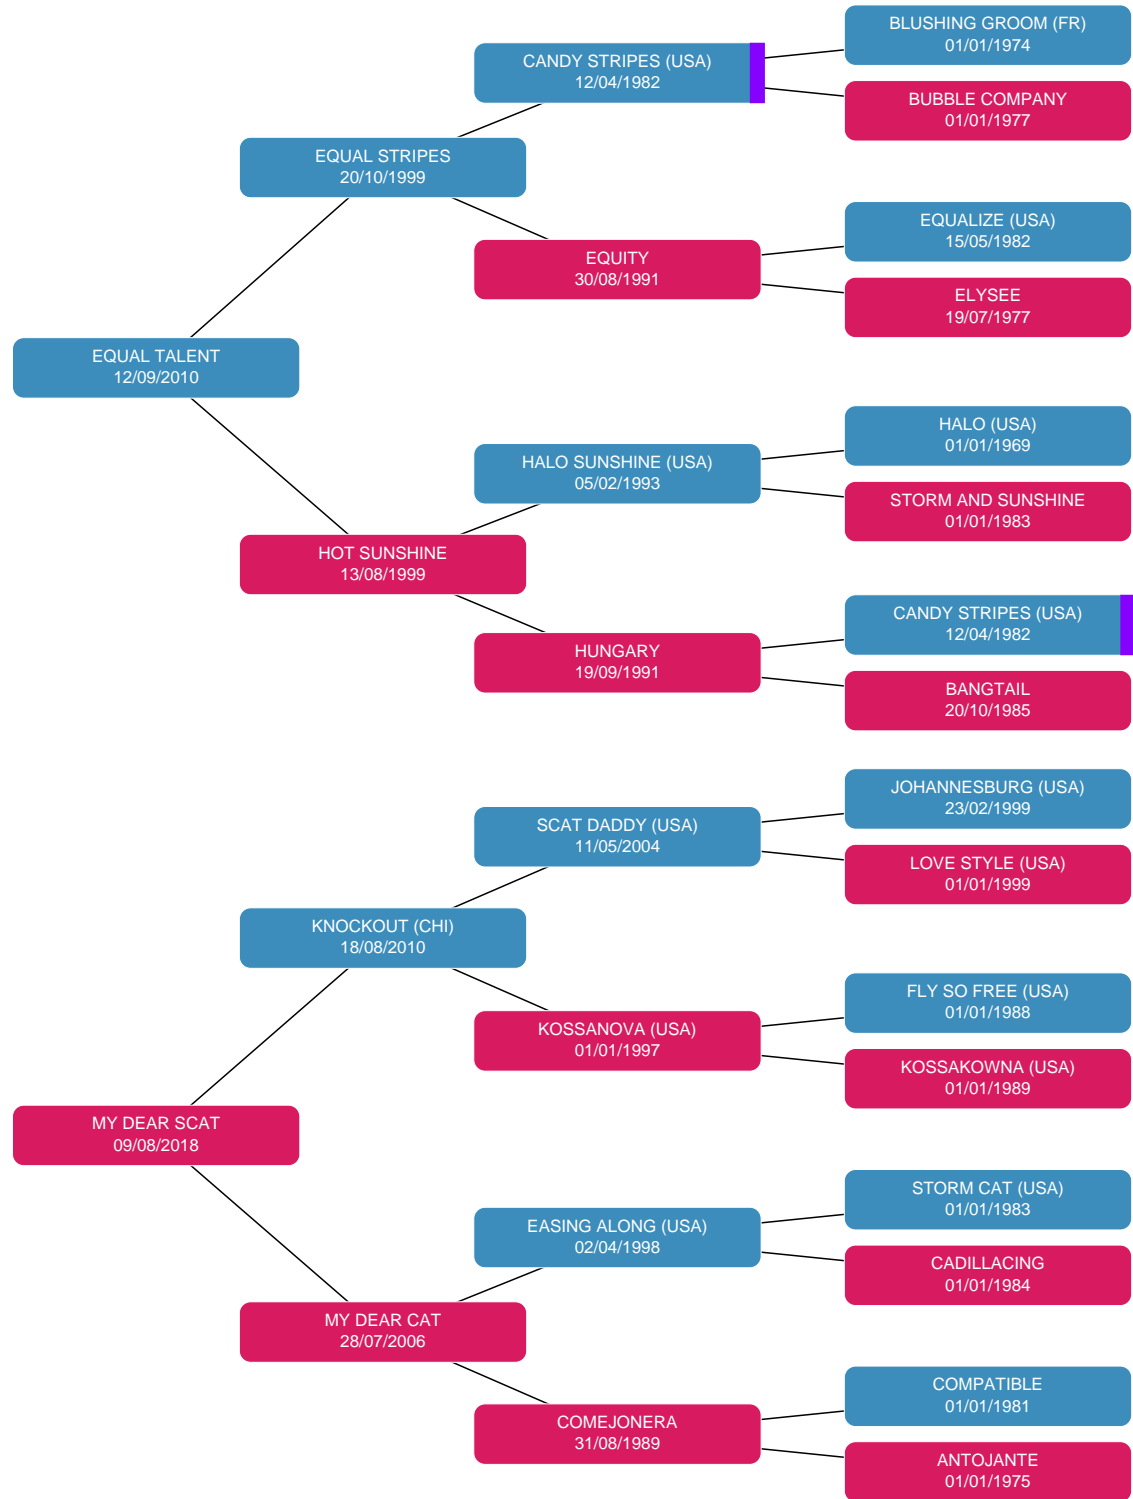 BLUSHING GROOM (FR)
01/01/1974
CANDY STRIPES (USA)
12/04/1982
BUBBLE COMPANY
01/01/1977
EQUAL STRIPES
20/10/1999
EQUALIZE (USA)
15/05/1982
EQUITY
30/08/1991
ELYSEE
19/07/1977
EQUAL TALENT
12/09/2010
HALO (USA)
01/01/1969
HALO SUNSHINE (USA)
05/02/1993
STORM AND SUNSHINE
01/01/1983
HOT SUNSHINE
13/08/1999
CANDY STRIPES (USA)
12/04/1982
HUNGARY
19/09/1991
BANGTAIL
20/10/1985
JOHANNESBURG (USA)
23/02/1999
SCAT DADDY (USA)
11/05/2004
LOVE STYLE (USA)
01/01/1999
KNOCKOUT (CHI)
18/08/2010
FLY SO FREE (USA)
01/01/1988
KOSSANOVA (USA)
01/01/1997
KOSSAKOWNA (USA)
01/01/1989
MY DEAR SCAT
09/08/2018
STORM CAT (USA)
01/01/1983
EASING ALONG (USA)
02/04/1998
CADILLACING
01/01/1984
MY DEAR CAT
28/07/2006
COMPATIBLE
01/01/1981
COMEJONERA
31/08/1989
ANTOJANTE
01/01/1975